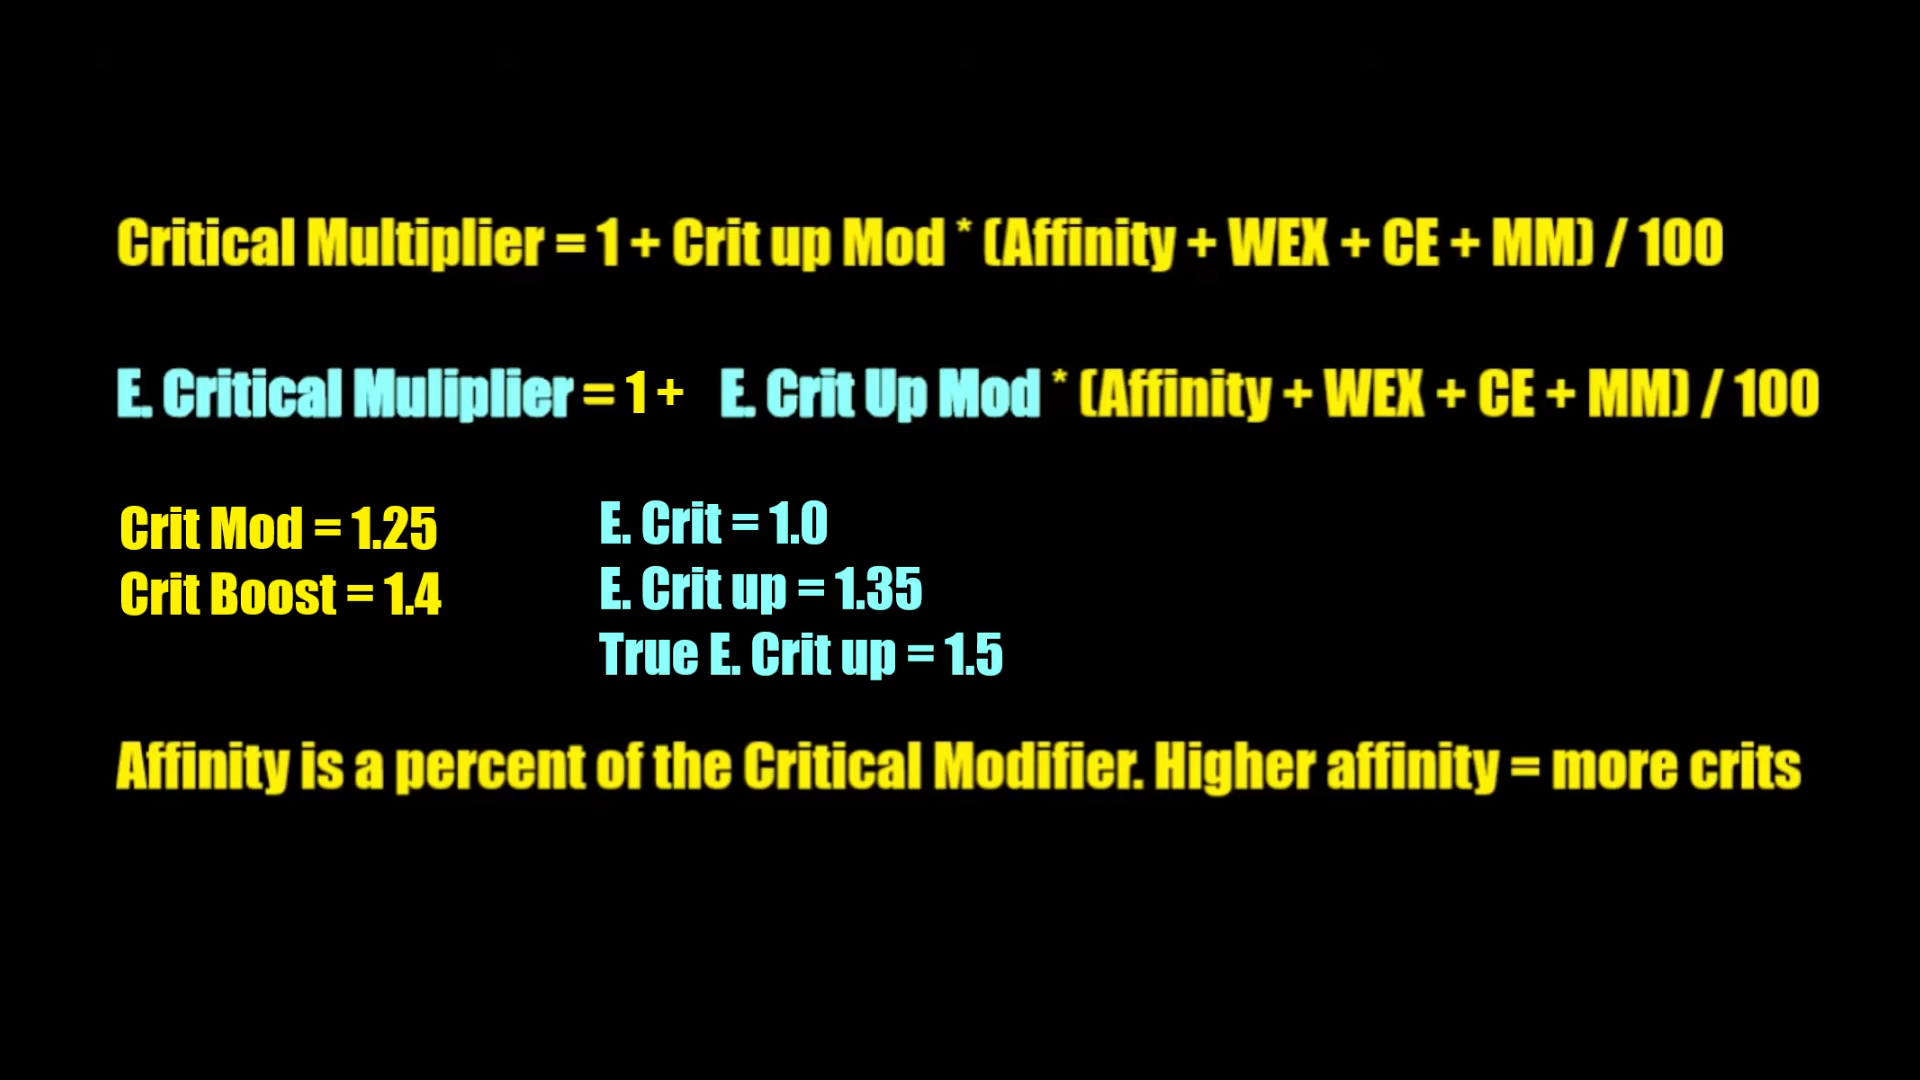 Critical Multiplier = 1 + Crit up Mod * (Affinity + WEX + CE + MM) / 100
E. Critical Muliplier = 1 + E. Crit Up Mod * (Affinity + WEX + CE + MM) / 100
Crit Mod = 1.25
Crit Boost = 1.4
E. Crit = 1.0
E. Crit up = 1.35
True E. Crit up = 1.5
Affinity is a percent of the Critical Modifier. Higher affinity = more crits